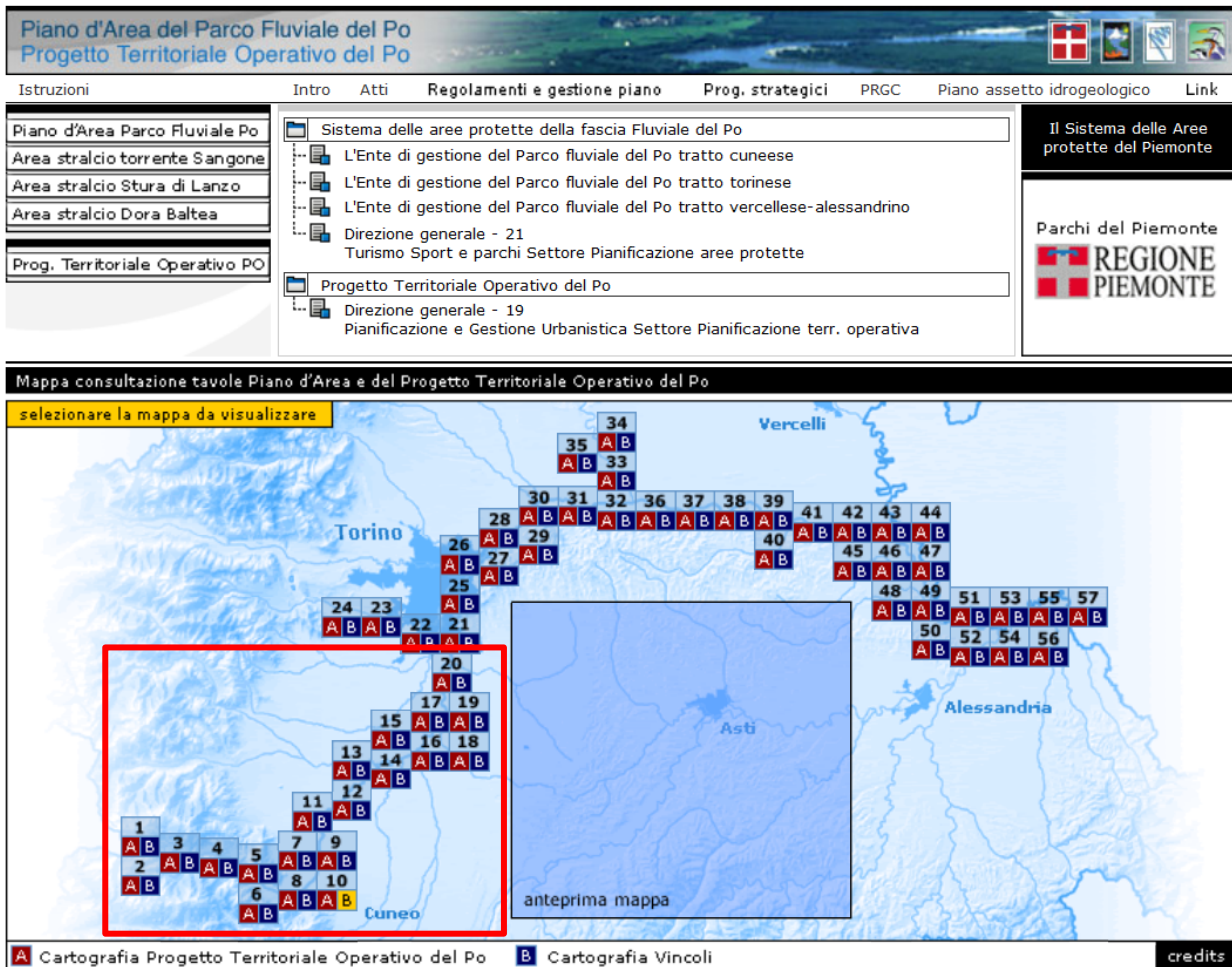 Piano d'Area del Parco Fluviale del Po
Progetto Territoriale Operativo del Po
Istruzioni Intro Atti Regolamenti e gestione piano Prog. strategici PRGC Piano assetto idrogeologico Link
Piano d'Area Parco Fluviale Po
Area stralcio torrente Sangone
Area stralcio Stura di Lanzo
Area stralcio Dora Baltea
Prog. Territoriale Operativo PO
Sistema delle aree protette della fascia Fluviale del Po
L'Ente di gestione del Parco fluviale del Po tratto cuneese
L'Ente di gestione del Parco fluviale del Po tratto torinese
L'Ente di gestione del Parco fluviale del Po tratto vercellese-alessandrino
Direzione generale - 21
Turismo Sport e parchi Settore Pianificazione aree protette
Progetto Territoriale Operativo del Po
Direzione generale - 19
Pianificazione e Gestione Urbanistica Settore Pianificazione terr. operativa
Il Sistema delle Aree
protette del Piemonte
Parchi del Piemonte
REGIONE
PIEMONTE
Mappa consultazione tavole Piano d'Area e del Progetto Territoriale Operativo del Po
selezionare la mappa da visualizzare
34 Vercelli
35 A B
A B 33
A B
30 31 32 36 37 38 39
28 A B A B A B A B A B A B A B 41 42 43 44
Torino 26 A B 29 40 A B A B A B A B
A B 27 A B A B 45 46 47
25 A B A B A B A B
24 23 A B 48 49 51 53 55 57
A B A B 22 21 A B A B A B A B A B A B
A B A B 50 52 54 56
20 A B A B A B A B
A B
17 19 Alessandria
15 A B A B Asti
13 A B 16 18
A B 14 A B A B
12 A B
11 A B
A B
1
A B 3 4 5 7 9
2 A B A B A B A B A B
A B 6 8 10
A B A B A B Cuneo
anteprima mappa
A Cartografia Progetto Territoriale Operativo del Po B Cartografia Vincoli credits